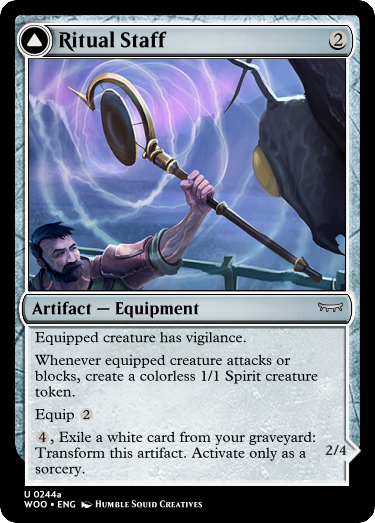 Ritual Staff 2
Artifact — Equipment
Equipped creature has vigilance.
Whenever equipped creature attacks or
blocks, create a colorless 1/1 Spirit creature
token.
Equip 2
4, Exile a white card from your graveyard:
Transform this artifact. Activate only as a
sorcery.
2/4
U 0244a
WOO • ENG Humble Squid Creatives